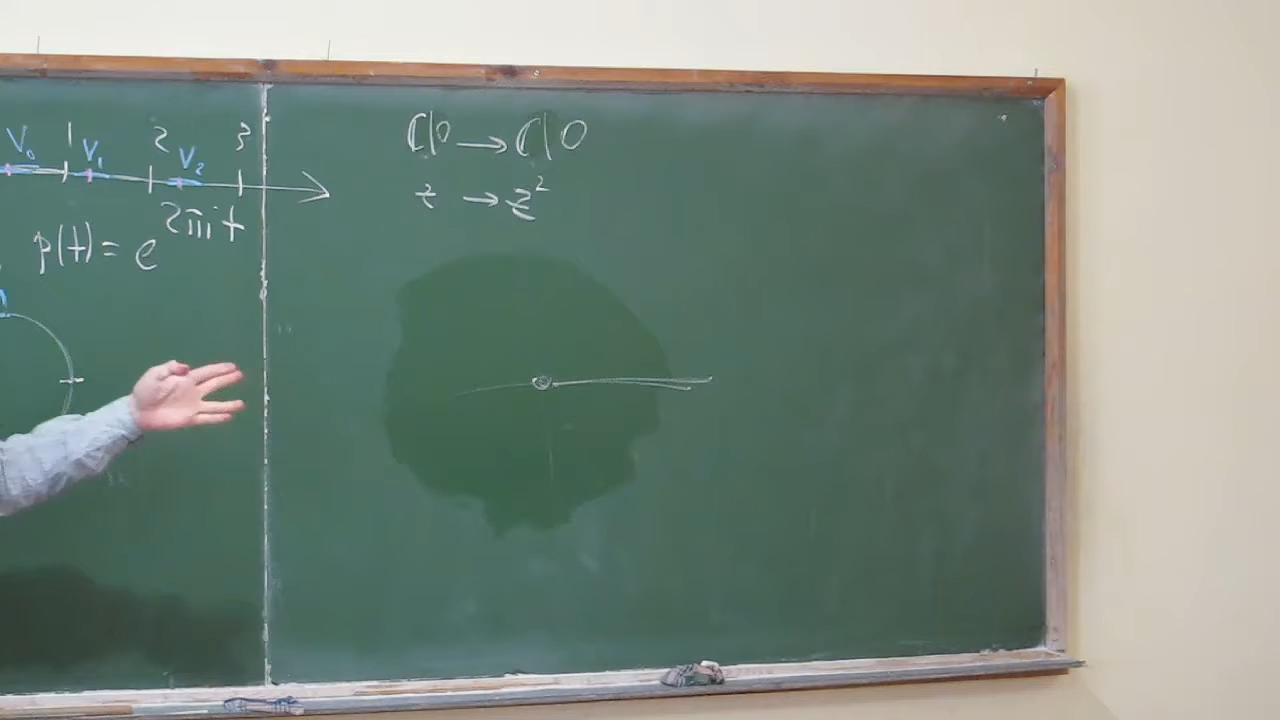 V₀ 1 V₁ 2 V₂ 3
p(t) = e^{2πit}
ℂ|0 → ℂ|0
z → z²